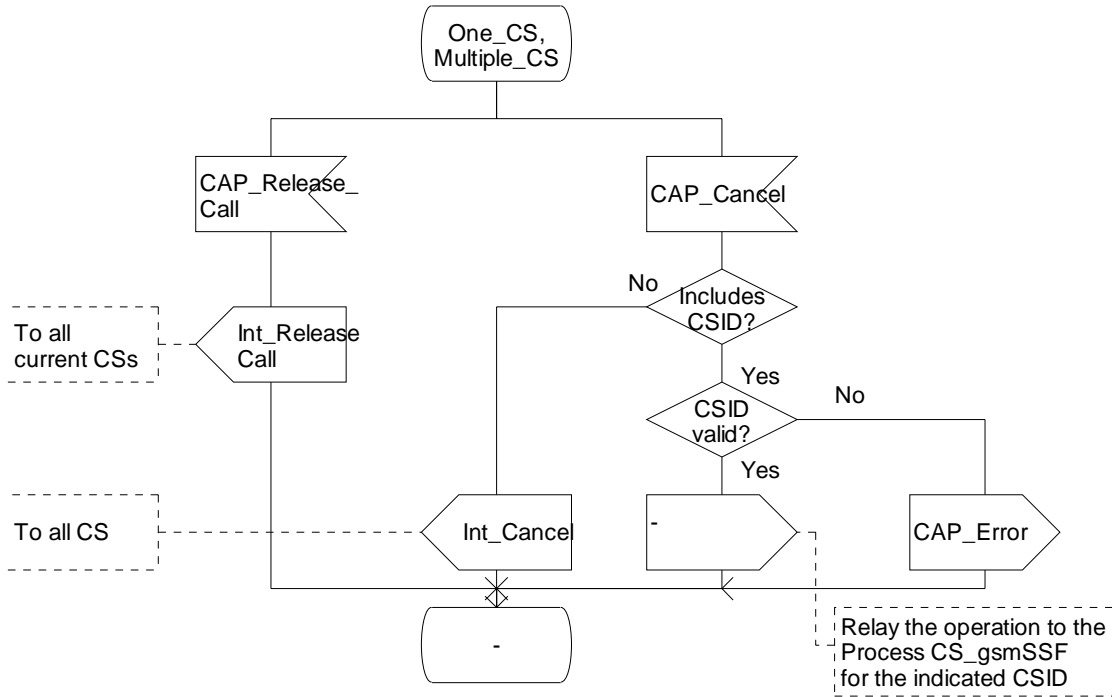 One_CS,
Multiple_CS
CAP_Release_
Call
CAP_Cancel
No
Includes
CSID?
To all
current CSs
Int_Release
Call
Yes
No
CSID
valid?
Yes
To all CS
Int_Cancel
-
CAP_Error
-
Relay the operation to the
Process CS_gsmSSF
for the indicated CSID